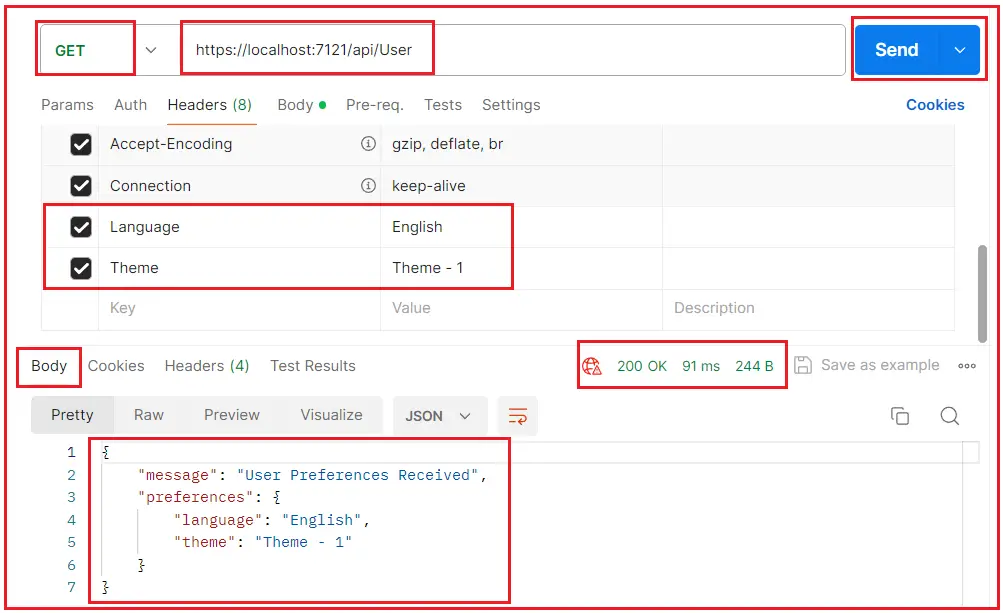 GET https://localhost:7121/api/User Send
Params Auth Headers (8) Body Pre-req. Tests Settings Cookies
Accept-Encoding gzip, deflate, br
Connection keep-alive
Language English
Theme Theme - 1
Key Value Description
Body Cookies Headers (4) Test Results 200 OK 91 ms 244 B Save as example
Pretty Raw Preview Visualize JSON
1 {
2 "message": "User Preferences Received",
3 "preferences": {
4 "language": "English",
5 "theme": "Theme - 1"
6 }
7 }